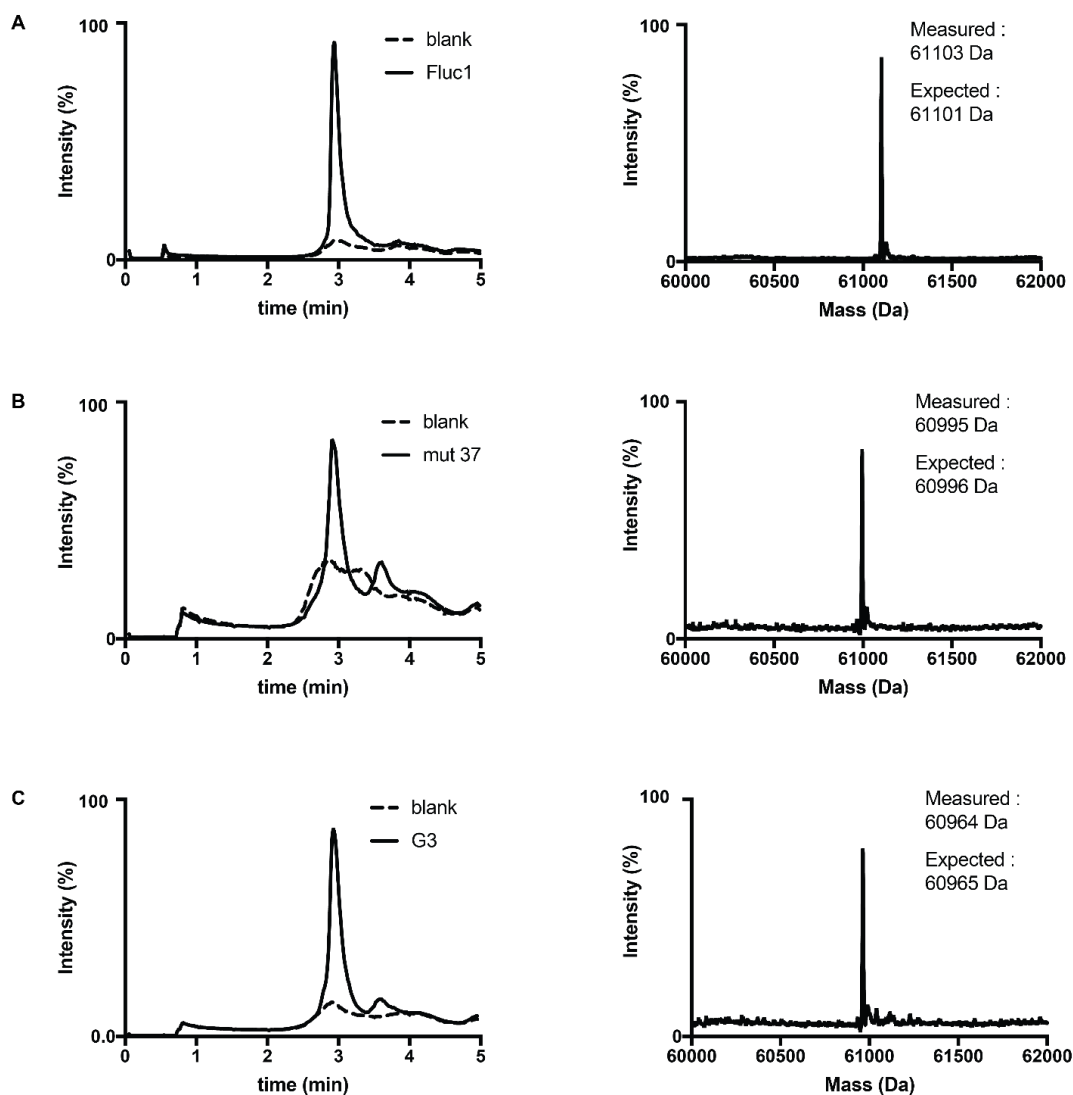 A
100
Intensity (%)
0
0 1 2 3 4 5
time (min)
blank
Fluc1
100
Intensity (%)
0
60000 60500 61000 61500 62000
Mass (Da)
Measured :
61103 Da
Expected :
61101 Da
B
100
Intensity (%)
0
0 1 2 3 4 5
time (min)
blank
mut 37
100
Intensity (%)
0
60000 60500 61000 61500 62000
Mass (Da)
Measured :
60995 Da
Expected :
60996 Da
C
100
Intensity (%)
0.0
0 1 2 3 4 5
time (min)
blank
G3
100
Intensity (%)
0
60000 60500 61000 61500 62000
Mass (Da)
Measured :
60964 Da
Expected :
60965 Da